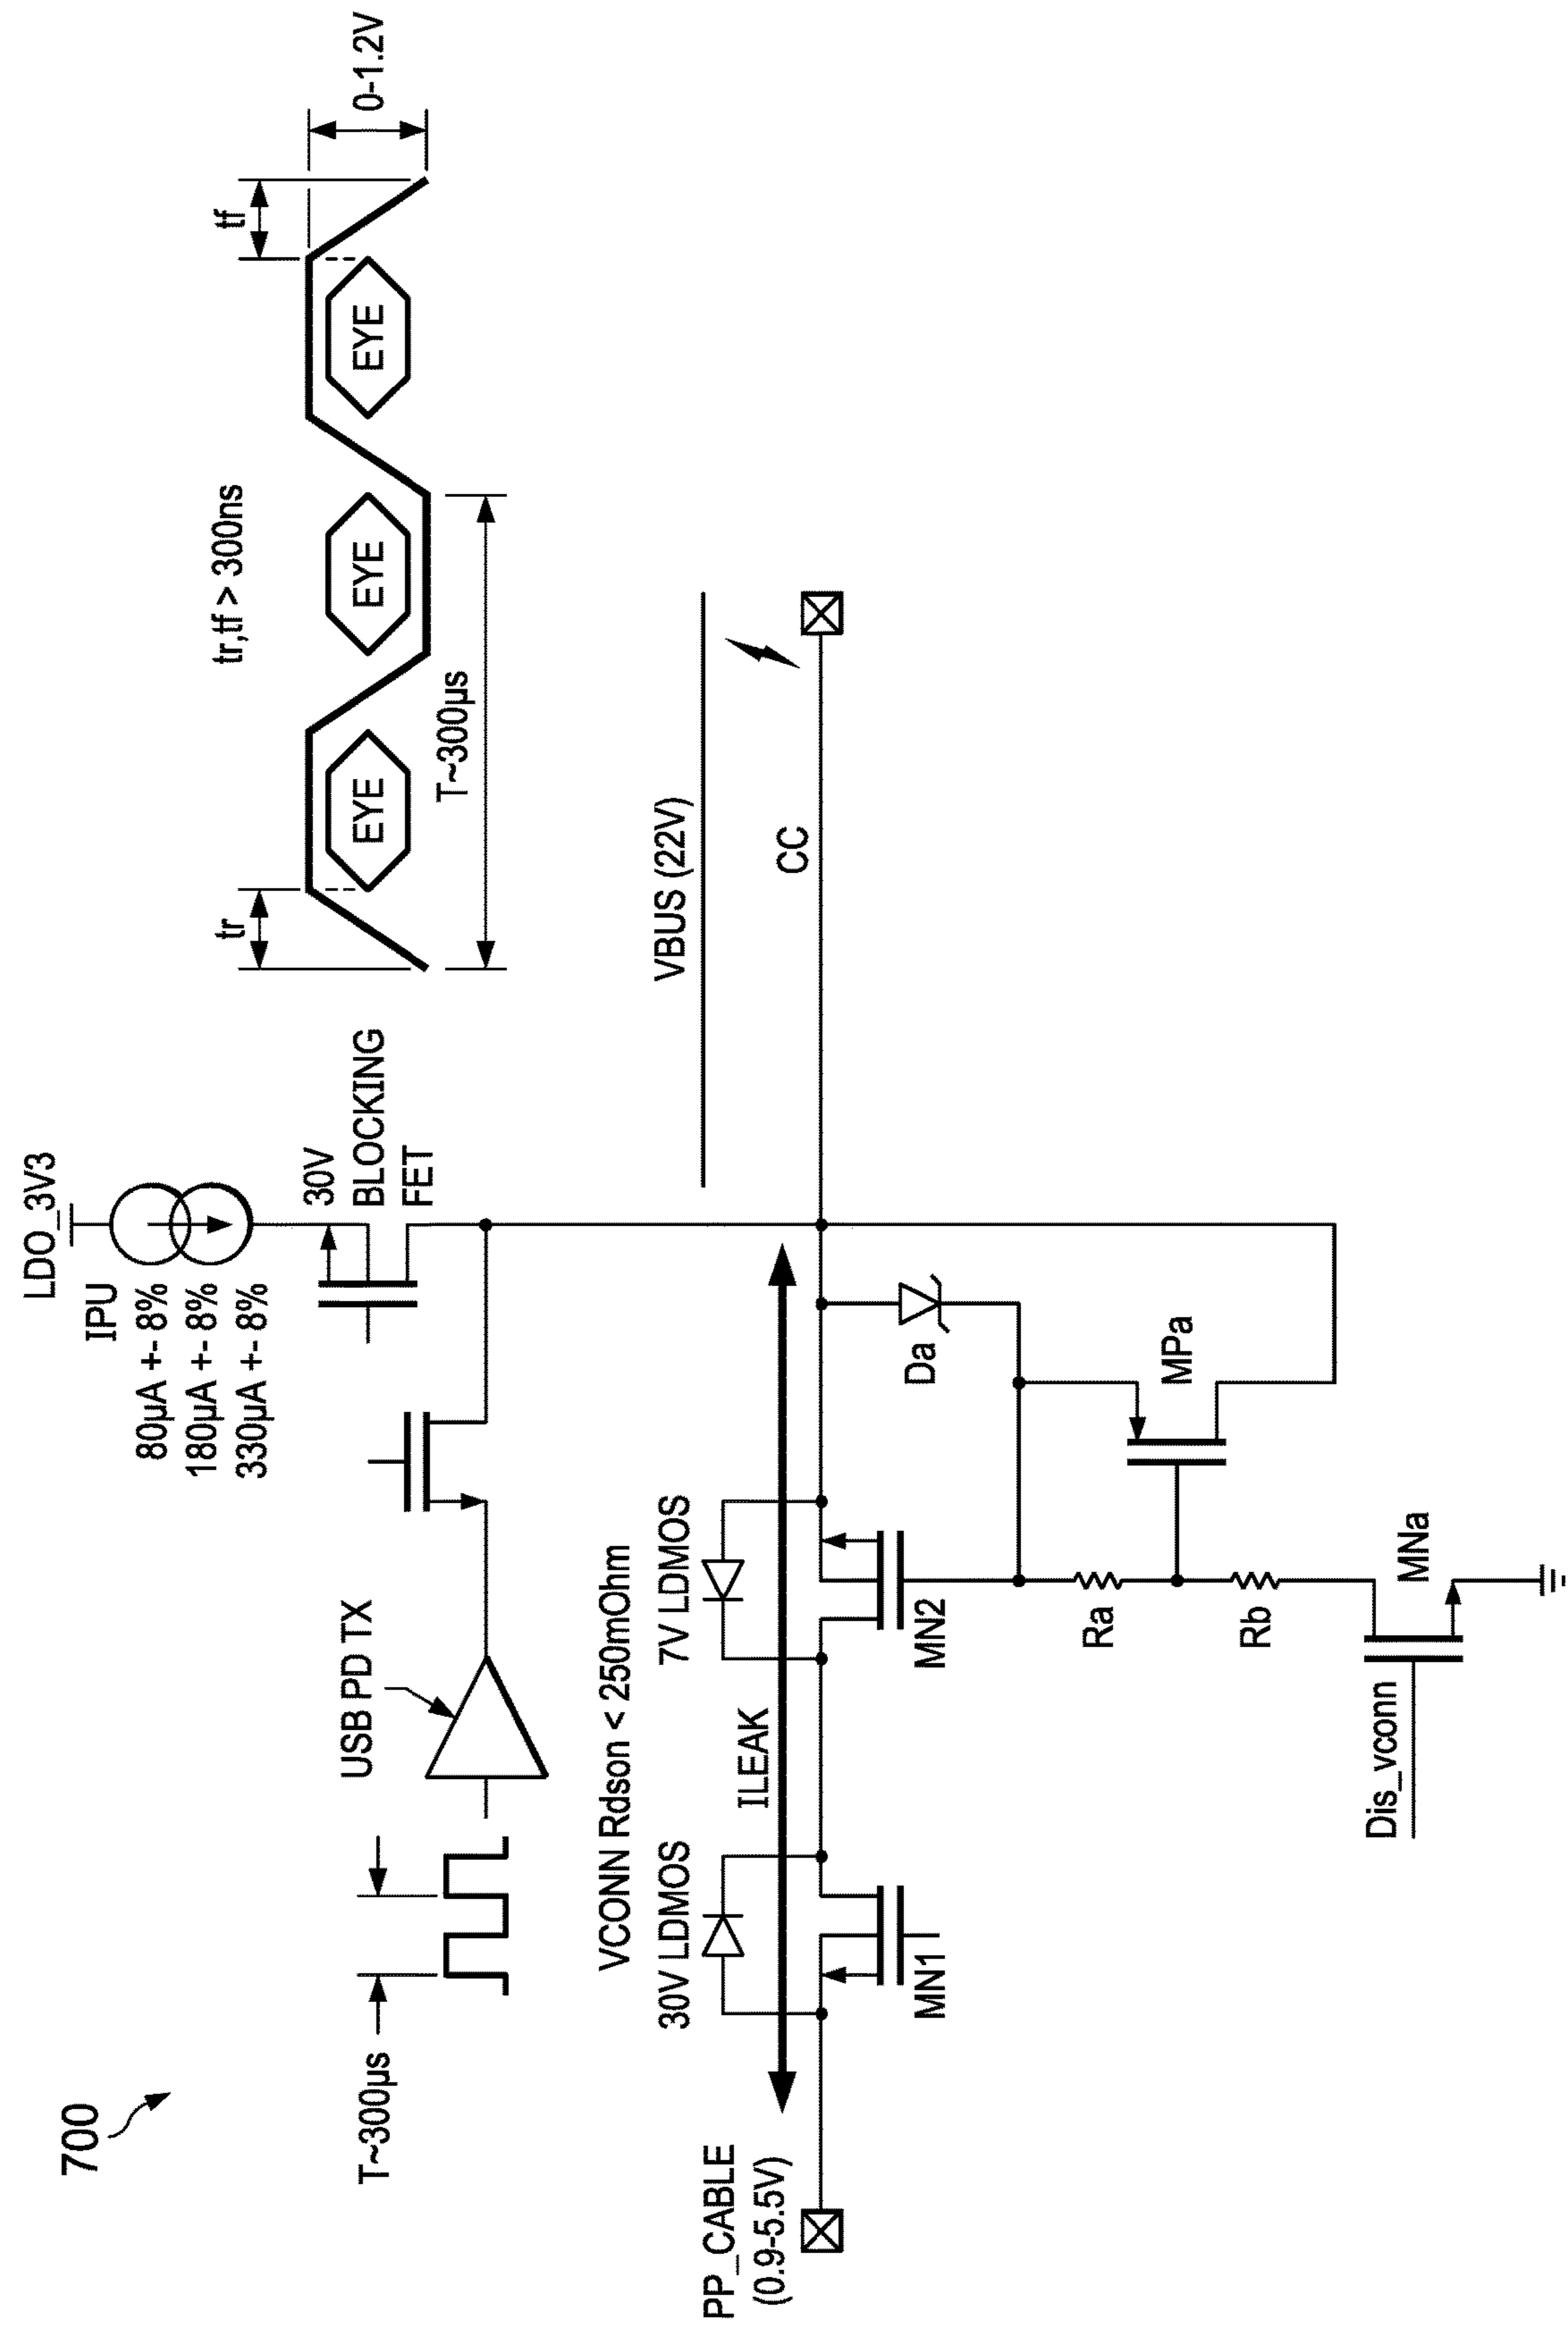 700
LDO_3V3
IPU
80µA +- 8%
180µA +- 8%
330µA +- 8%
30V
BLOCKING
FET
tr
tr,tf > 300ns
tf
0-1.2V
EYE
EYE
EYE
T~300µs
T~300µs
USB PD TX
VCONN Rdson < 250mOhm
30V LDMOS
7V LDMOS
VBUS (22V)
ILEAK
CC
PP_CABLE
(0.9-5.5V)
MN1
MN2
Da
Ra
MPa
Rb
Dis_vconn
MNa